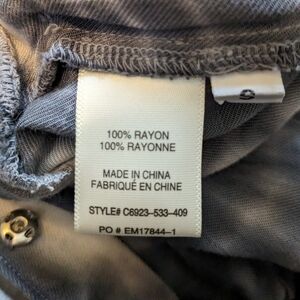 100% RAYON
100% RAYONNE
MADE IN CHINA
FABRIQUÉ EN CHINE
STYLE# C6923-533-409
PO # EM17844-1